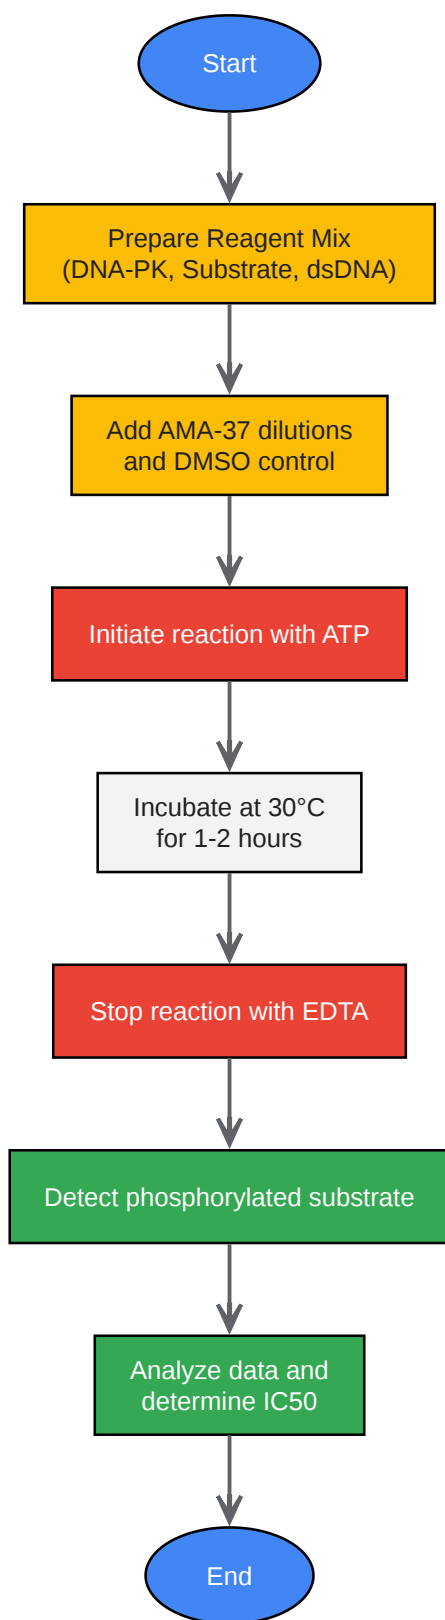 Start
Prepare Reagent Mix
(DNA-PK, Substrate, dsDNA)
Add AMA-37 dilutions
and DMSO control
Initiate reaction with ATP
Incubate at 30°C
for 1-2 hours
Stop reaction with EDTA
Detect phosphorylated substrate
Analyze data and
determine IC50
End